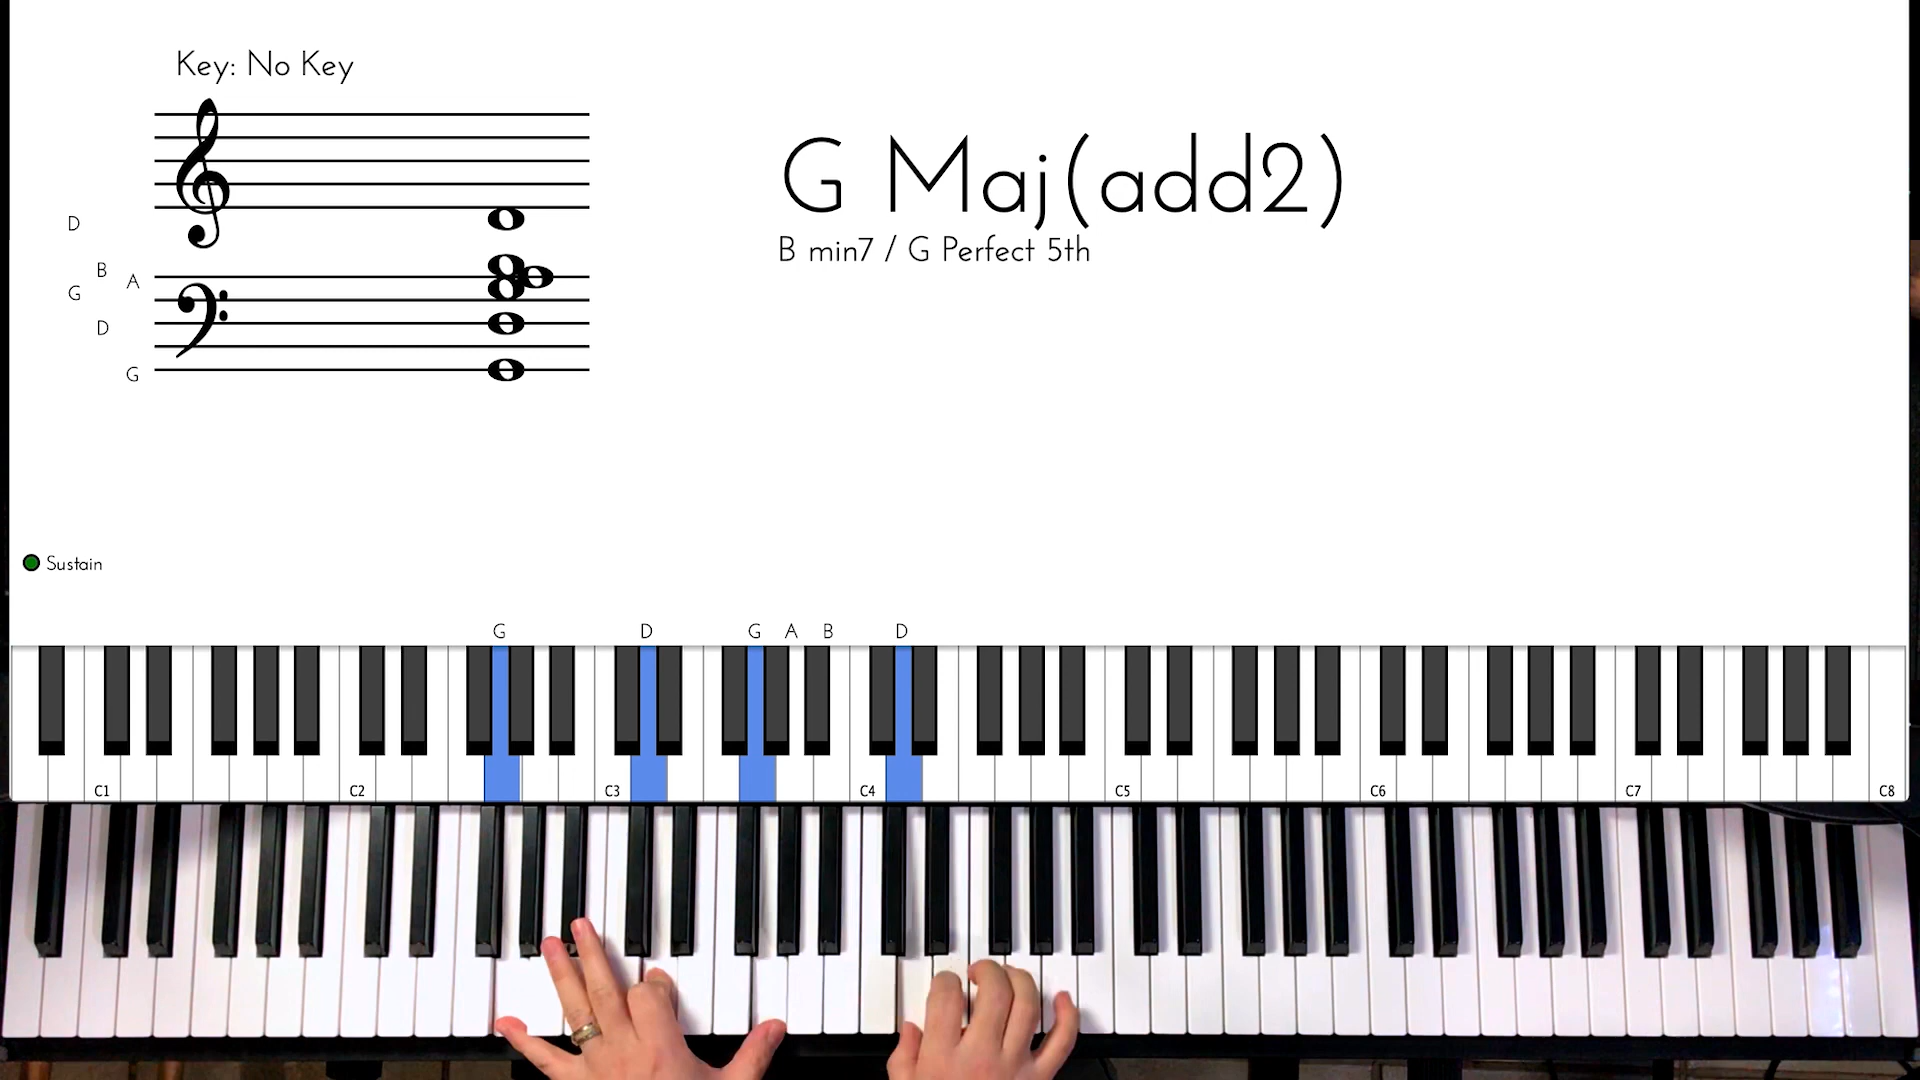 Key: No Key
G Maj(add2)
B min7 / G Perfect 5th
D
B
A
G
D
G
Sustain
G D G A B D
C1 C2 C3 C4 C5 C6 C7 C8